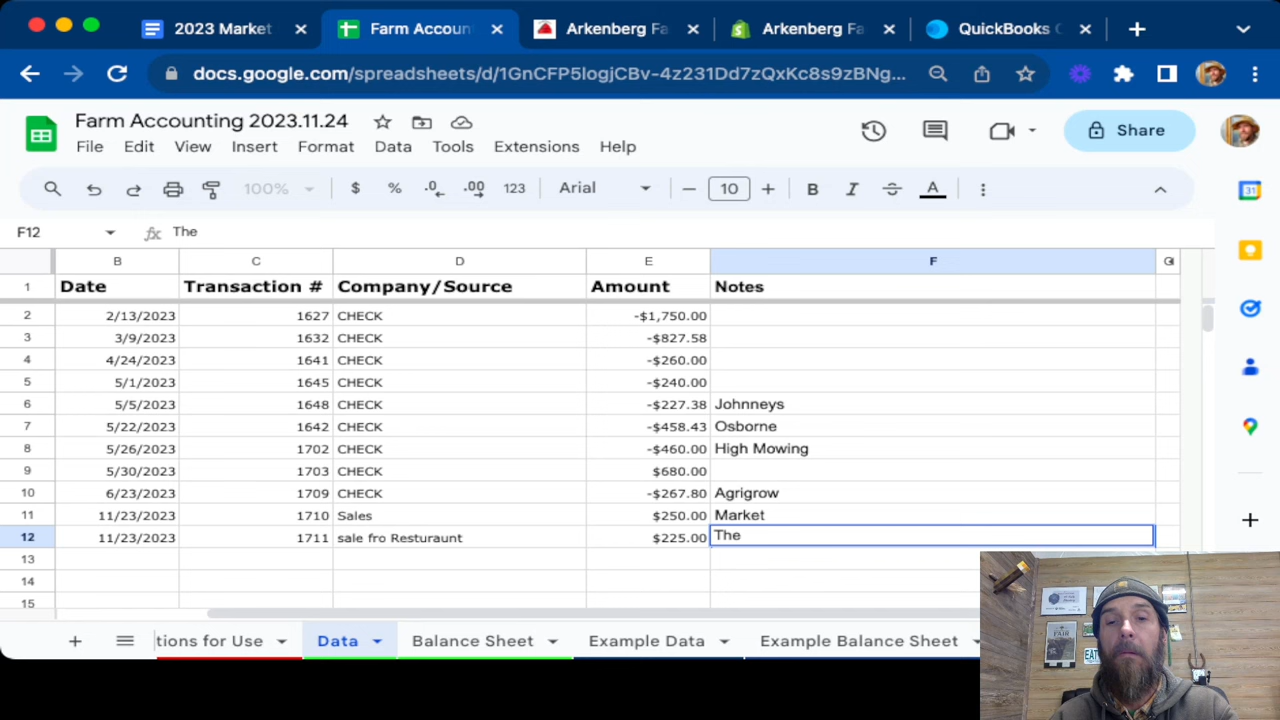 2023 Market
Farm Accoun
Arkenberg Fa
Arkenberg Fa
QuickBooks
docs.google.com/spreadsheets/d/1GnCFP5IogjCBv-4z231Dd7zQxKc8s9zBNg...
Farm Accounting 2023.11.24
File Edit View Insert Format Data Tools Extensions Help
Share
100% $ % .0 .00 123 Arial 10 B I S A
F12 fx The
B C D E F G
1 Date Transaction # Company/Source Amount Notes
2 2/13/2023 1627 CHECK -$1,750.00
3 3/9/2023 1632 CHECK -$827.58
4 4/24/2023 1641 CHECK -$260.00
5 5/1/2023 1645 CHECK -$240.00
6 5/5/2023 1648 CHECK -$227.38 Johnneys
7 5/22/2023 1642 CHECK -$458.43 Osborne
8 5/26/2023 1702 CHECK -$460.00 High Mowing
9 5/30/2023 1703 CHECK $680.00
10 6/23/2023 1709 CHECK -$267.80 Agrigrow
11 11/23/2023 1710 Sales $250.00 Market
12 11/23/2023 1711 sale fro Resturaunt $225.00 The
13
14
15
tions for Use Data Balance Sheet Example Data Example Balance Sheet